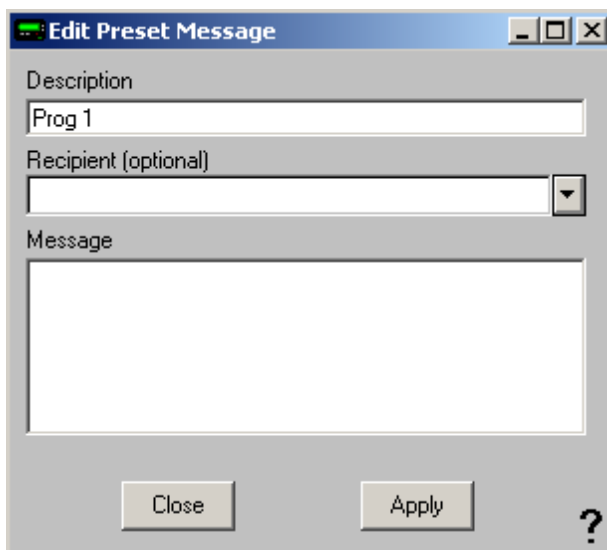 Edit Preset Message
Description
Prog 1
Recipient (optional)
Message
Close
Apply
?